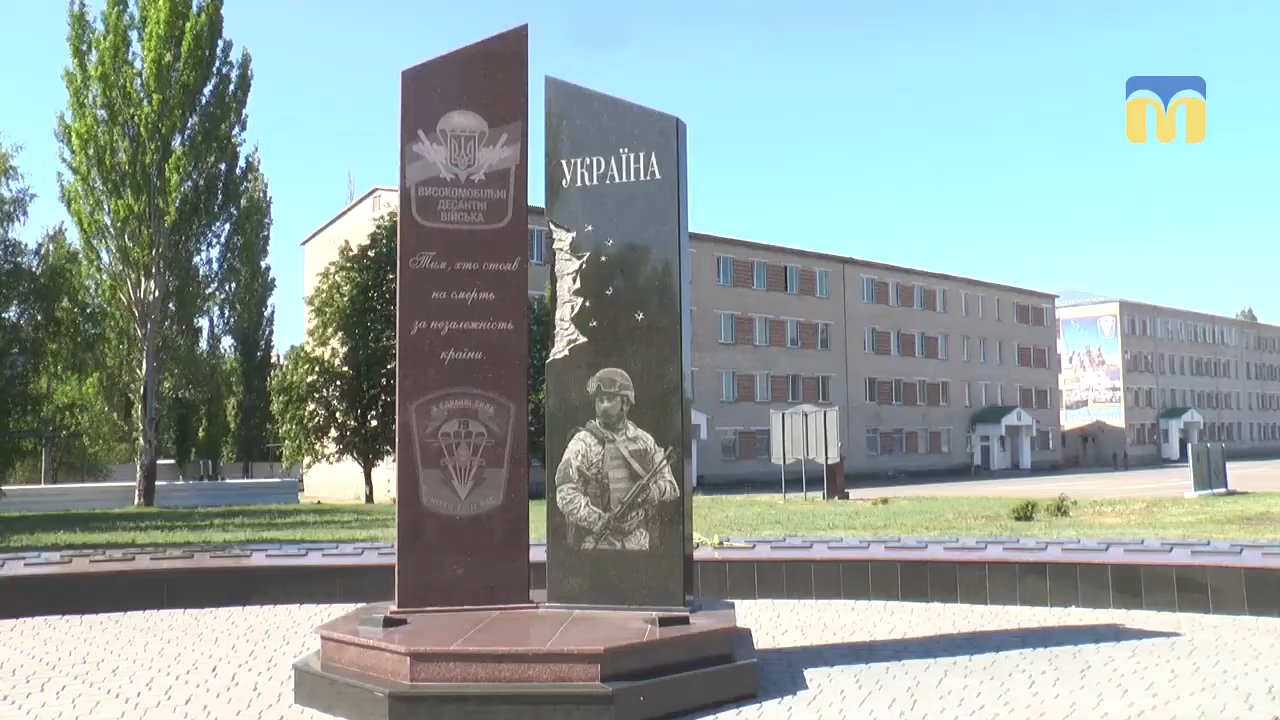 ВИСОКОМОБІЛЬНІ
ДЕСАНТНІ
ВІЙСЬКА
Тим, хто стояв
на смерть
за незалежність
країни.
79
УКРАЇНА